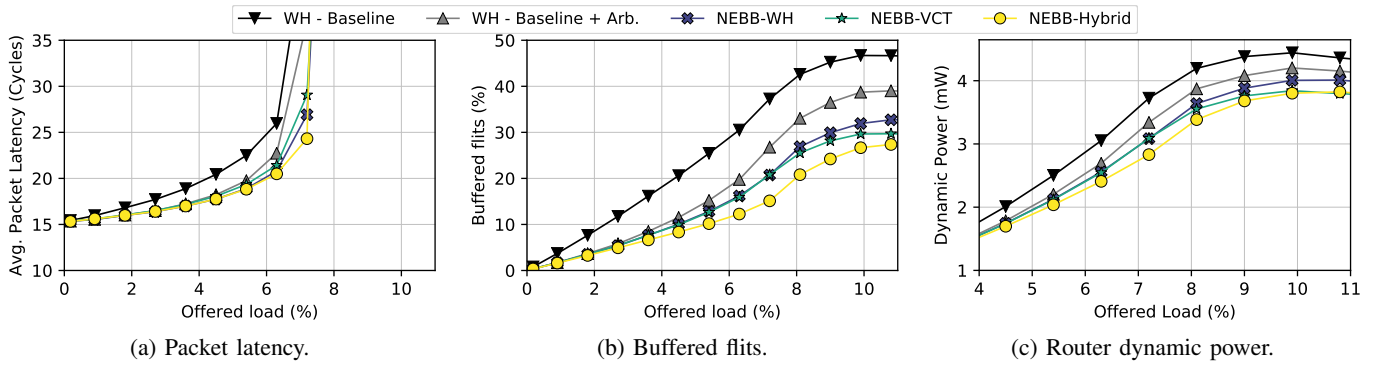 WH - Baseline WH - Baseline + Arb. NEBB-WH NEBB-VCT NEBB-Hybrid
Avg. Packet Latency (Cycles)
35
30
25
20
15
10
0 2 4 6 8 10
Offered load (%)
(a) Packet latency.
Buffered flits (%)
50
40
30
20
10
0
0 2 4 6 8 10
Offered load (%)
(b) Buffered flits.
Dynamic Power (mW)
4
3
2
1
4 5 6 7 8 9 10 11
Offered Load (%)
(c) Router dynamic power.